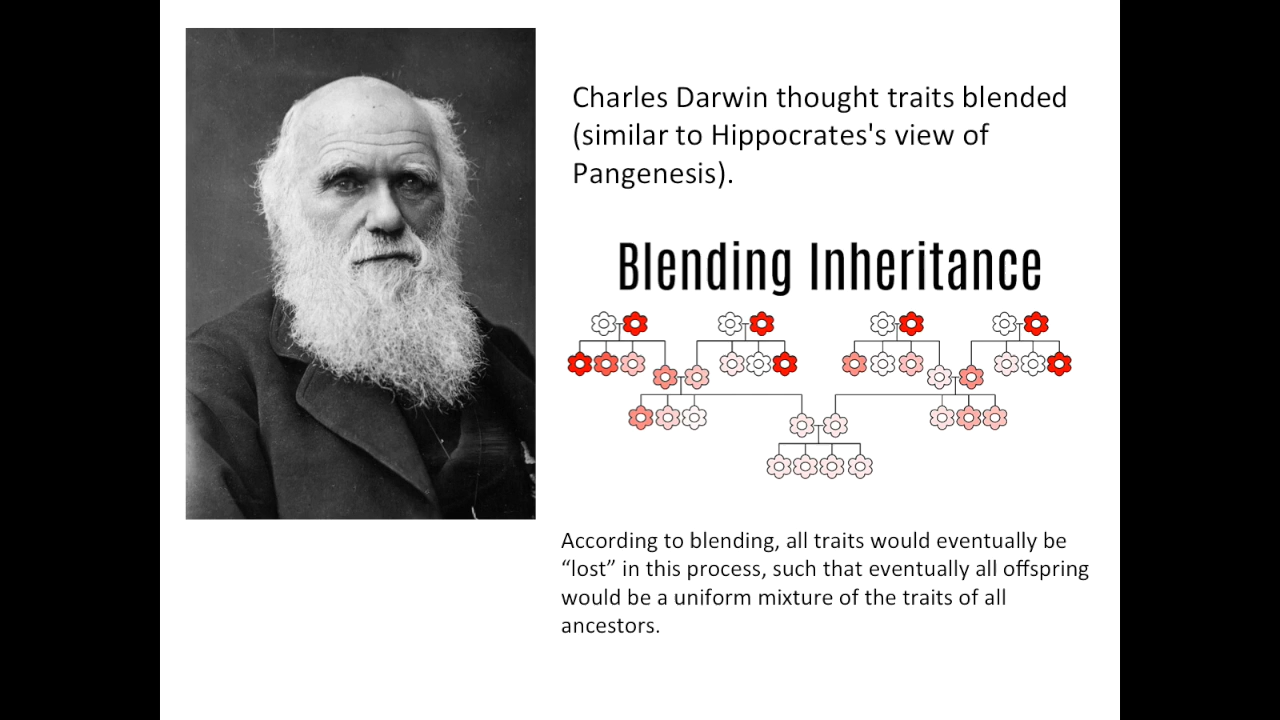 Charles Darwin thought traits blended
(similar to Hippocrates's view of
Pangenesis).
Blending Inheritance
According to blending, all traits would eventually be
“lost” in this process, such that eventually all offspring
would be a uniform mixture of the traits of all
ancestors.